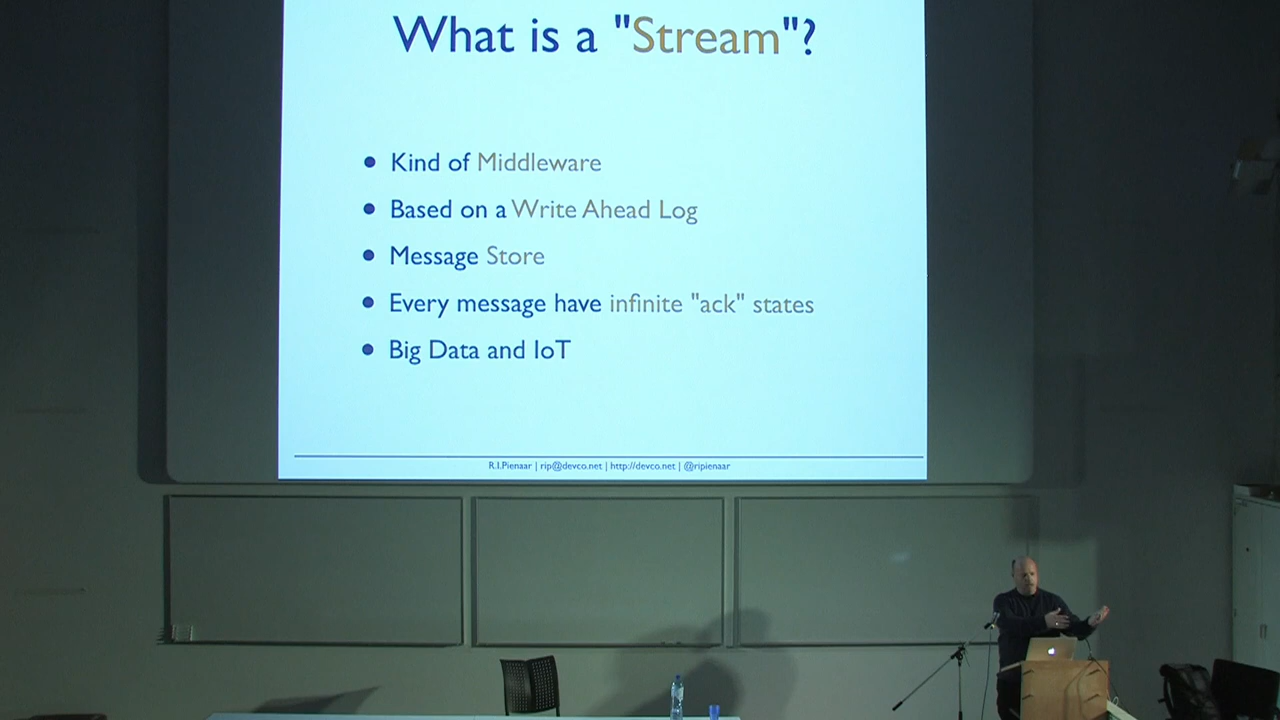 What is a "Stream"?
Kind of Middleware
Based on a Write Ahead Log
Message Store
Every message have infinite "ack" states
Big Data and IoT
R.I.Pienaar | rip@devco.net | http://devco.net | @ripienaar